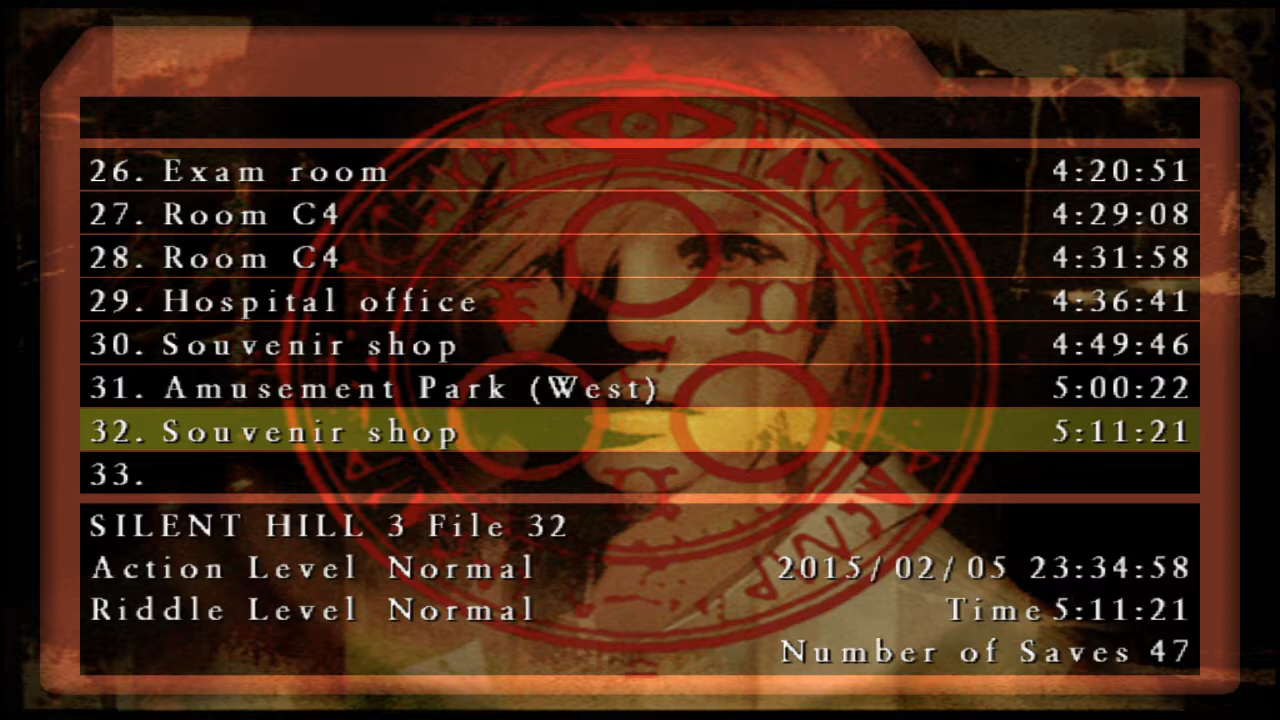 26. Exam room 4:20:51
27. Room C4 4:29:08
28. Room C4 4:31:58
29. Hospital office 4:36:41
30. Souvenir shop 4:49:46
31. Amusement Park (West) 5:00:22
32. Souvenir shop 5:11:21
33.
SILENT HILL 3 File 32
Action Level Normal 2015/02/05 23:34:58
Riddle Level Normal Time 5:11:21
Number of Saves 47